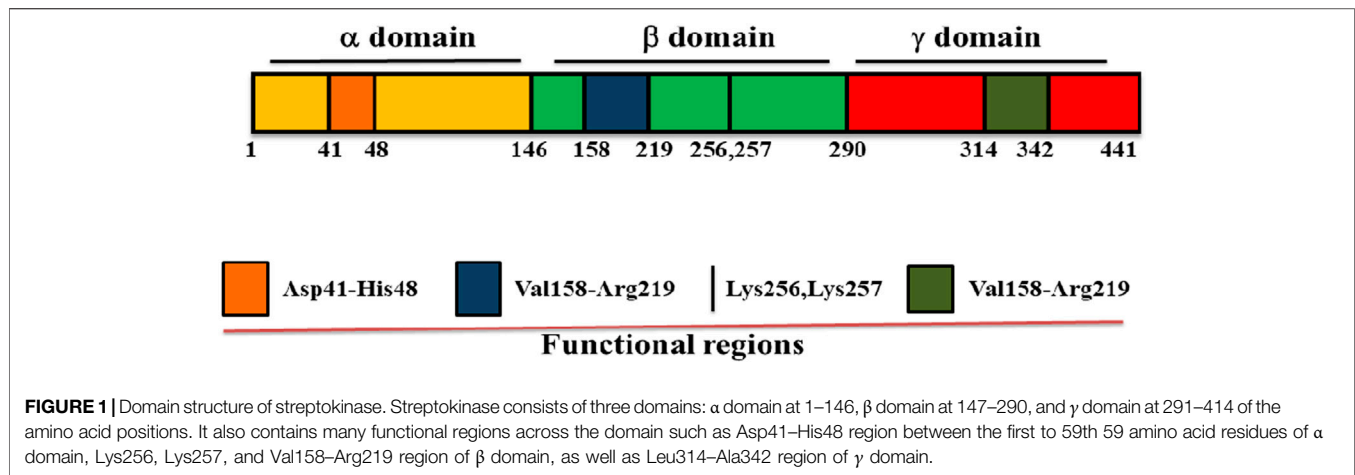 α domain β domain γ domain
1 41 48 146 158 219 256,257 290 314 342 441
Asp41-His48 Val158-Arg219 Lys256,Lys257 Val158-Arg219
Functional regions
FIGURE 1 | Domain structure of streptokinase. Streptokinase consists of three domains: α domain at 1–146, β domain at 147–290, and γ domain at 291–414 of the
amino acid positions. It also contains many functional regions across the domain such as Asp41–His48 region between the first to 59th 59 amino acid residues of α
domain, Lys256, Lys257, and Val158–Arg219 region of β domain, as well as Leu314–Ala342 region of γ domain.